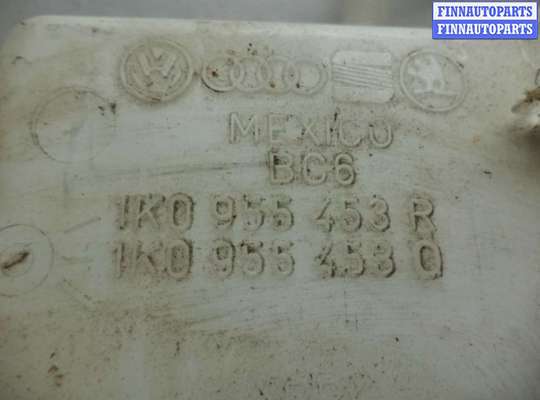 FINNAUTOPARTS
FINNAUTOPARTS
MEXICO
BC6
1K0 955 453 R
1K0 955 453 Q